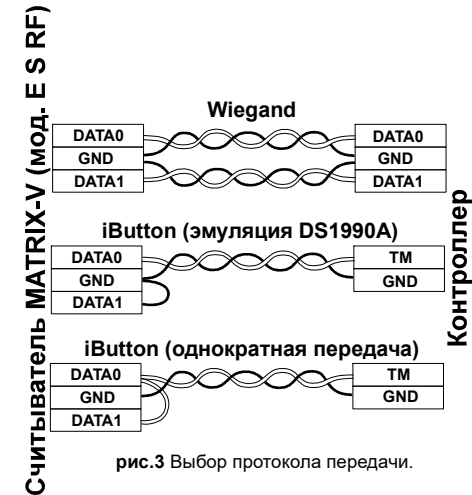 Считыватель MATRIX-V (мод. E S RF)
Wiegand
DATA0 DATA0
GND GND
DATA1 DATA1
iButton (эмуляция DS1990A)
DATA0 TM
GND GND
DATA1
iButton (однократная передача)
DATA0 TM
GND GND
DATA1
Контроллер
рис.3 Выбор протокола передачи.